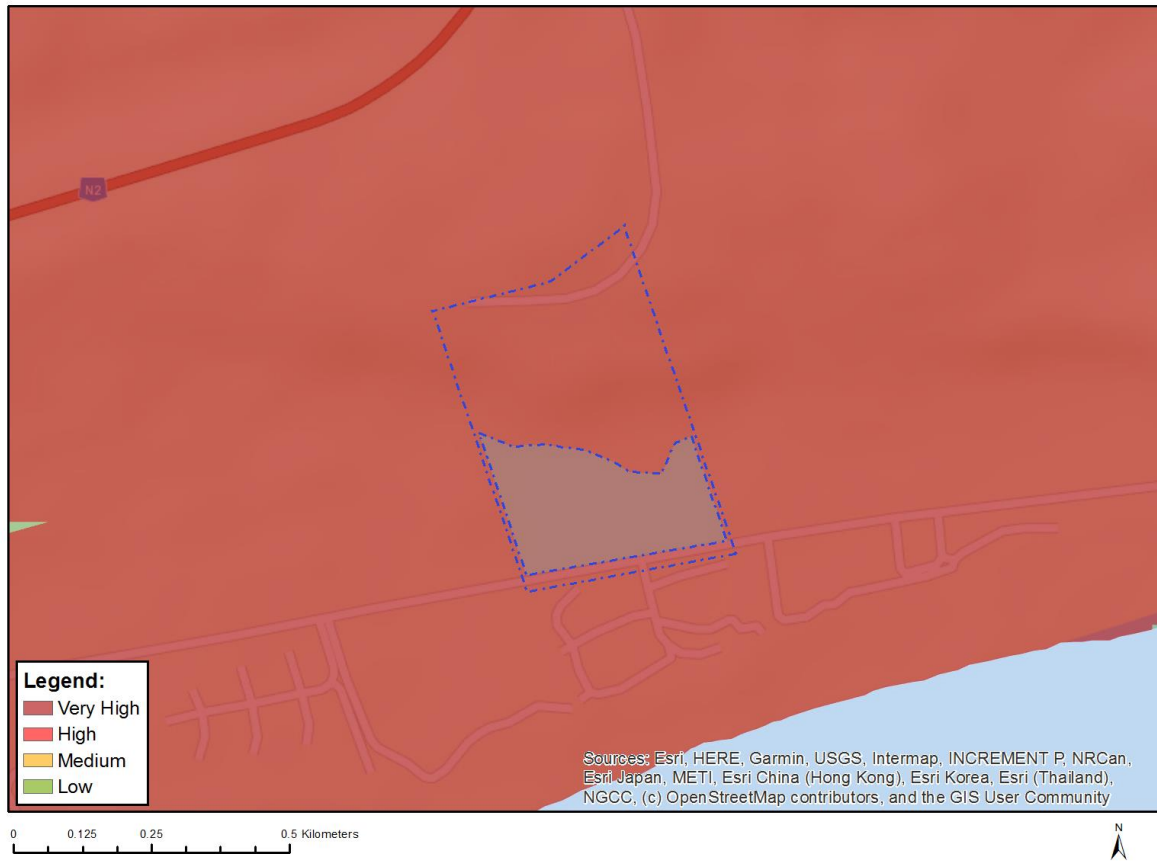 N2
Legend:
Very High
High
Medium
Low
Sources: Esri, HERE, Garmin, USGS, Intermap, INCREMENT P, NRCan,
Esri Japan, METI, Esri China (Hong Kong), Esri Korea, Esri (Thailand),
NGCC, (c) OpenStreetMap contributors, and the GIS User Community
0 0.125 0.25 0.5 Kilometers
N